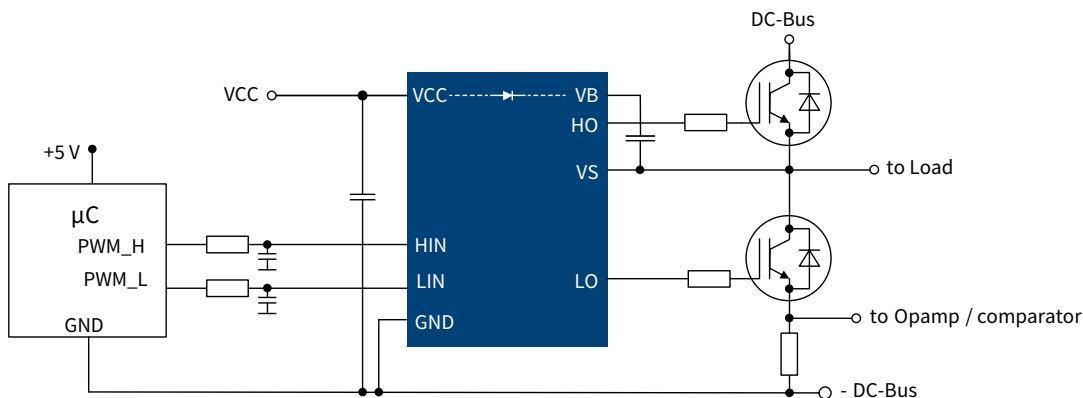 DC-Bus
VCC
VCC
VB
HO
+5 V
VS
to Load
µC
PWM_H
HIN
PWM_L
LIN
LO
GND
GND
to Opamp / comparator
- DC-Bus